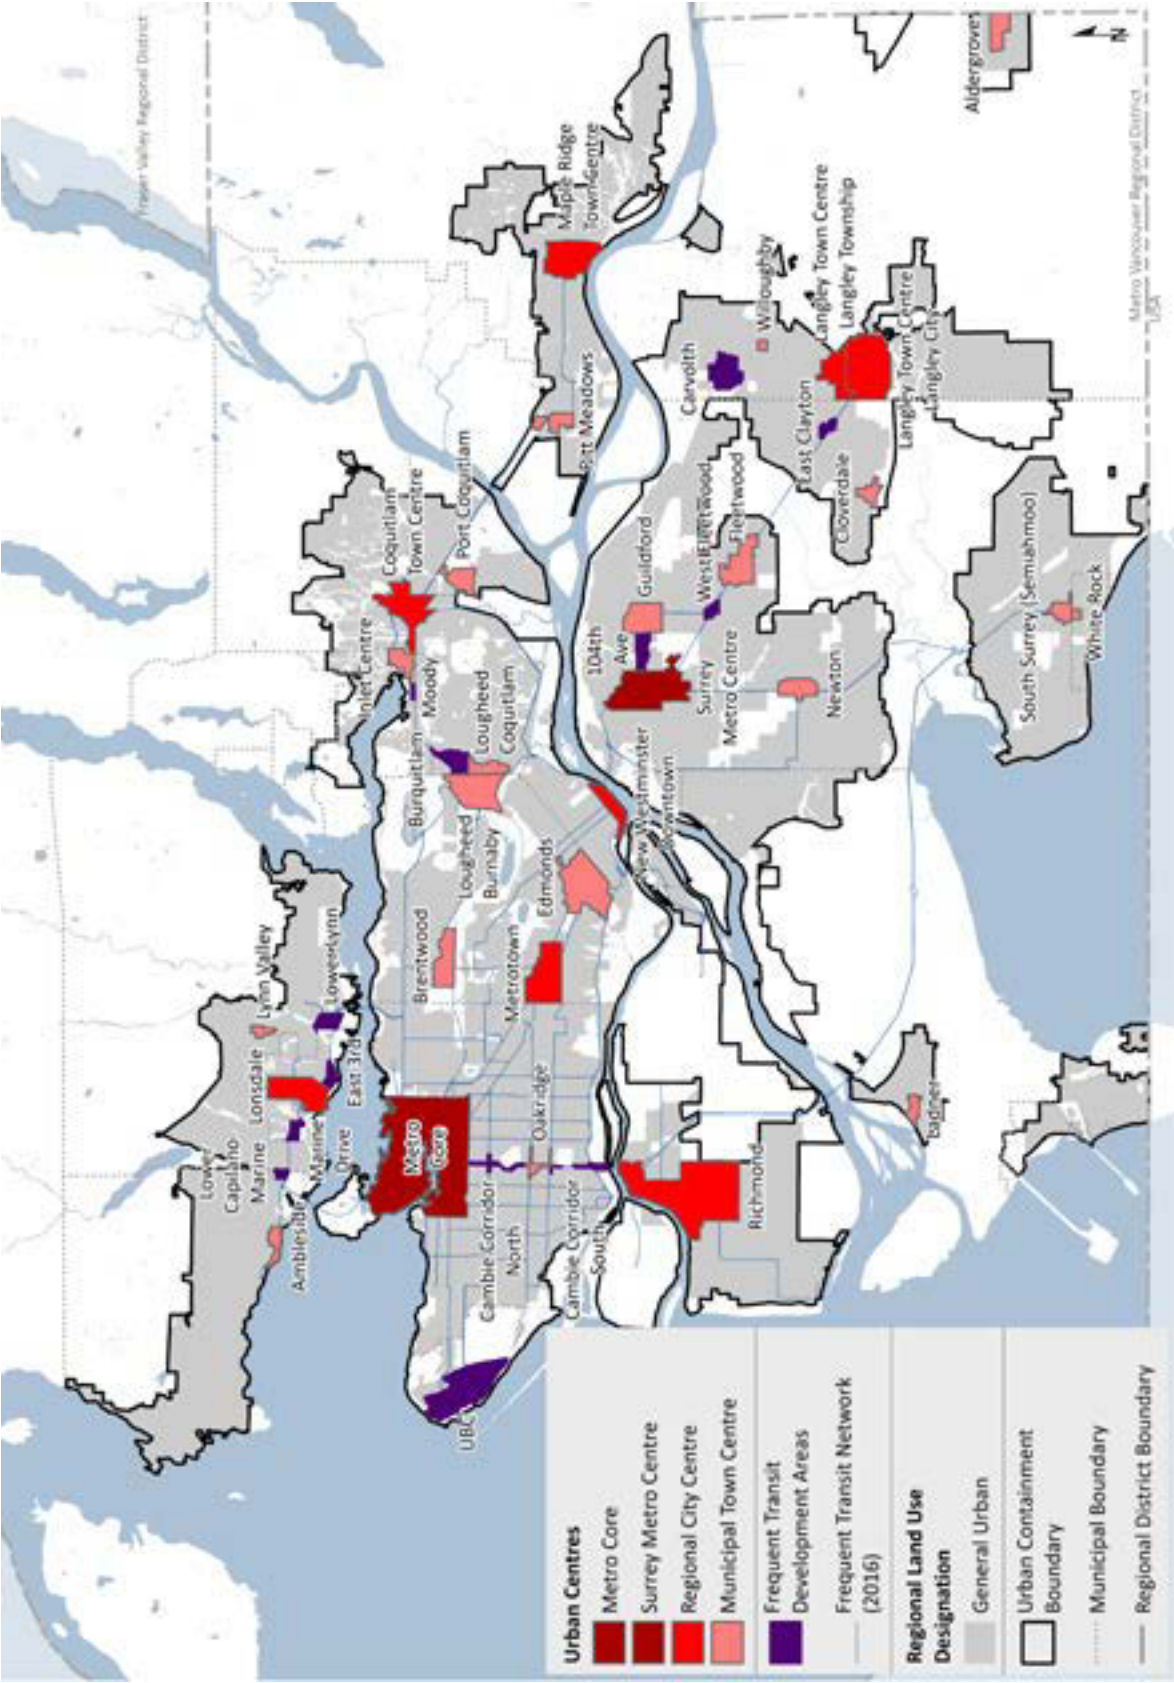 Fraser Valley Regional District
Lower
Capilano
Marine
Lonsdale
Lynn Valley
Ambleside
Marine
Drive
East 3rd
Lower Lynn
Inlet Centre
Coquitlam
Town Centre
Moody
Port Coquitlam
Burquitlam
Lougheed
Coquitlam
Lougheed
Burnaby
Brentwood
Metro
Core
UBC
Cambie Corridor
North
Oakridge
Metrotown
Edmonds
Cambie Corridor
South
New Westminster
Downtown
Maple Ridge
Town Centre
Pitt Meadows
104th
Ave
Guildford
Surrey
Metro Centre
West Fleetwood
Fleetwood
Carvolth
Willoughby
Langley Town Centre
Langley Township
East Clayton
Cloverdale
Langley Town Centre
Langley City
Newton
Richmond
Ladner
South Surrey (Semiahmoo)
White Rock
Aldergrove
N
Metro Vancouver Regional District
USA
Urban Centres
Metro Core
Surrey Metro Centre
Regional City Centre
Municipal Town Centre
Frequent Transit
Development Areas
Frequent Transit Network
(2016)
Regional Land Use
Designation
General Urban
Urban Containment
Boundary
Municipal Boundary
Regional District Boundary